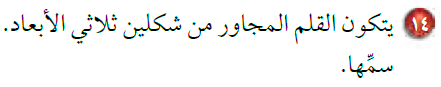 ١٤ يتكون القلم المجاور من شكلين ثلاثي الأبعاد.
سمِّها.